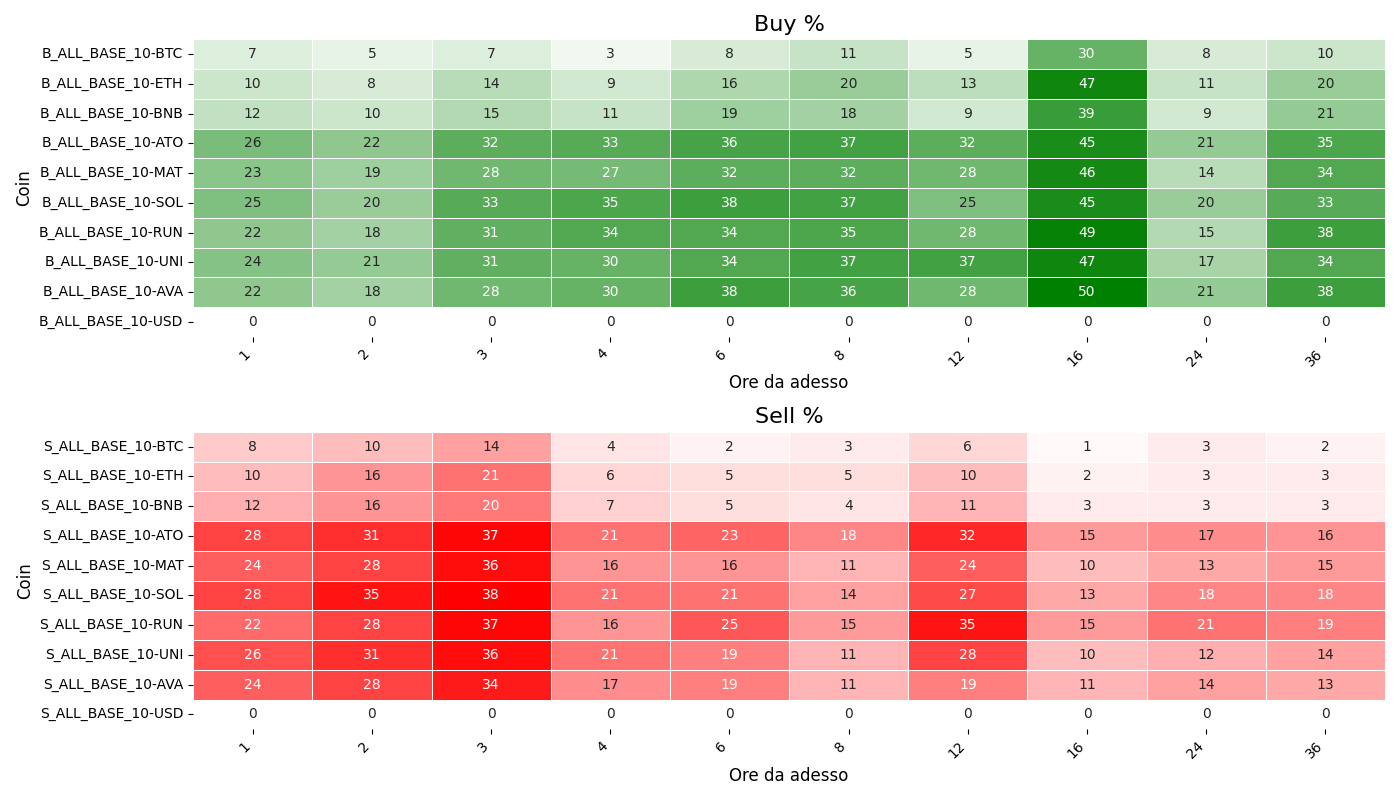 Buy %
Coin
B_ALL_BASE_10-BTC 7 5 7 3 8 11 5 30 8 10
B_ALL_BASE_10-ETH 10 8 14 9 16 20 13 47 11 20
B_ALL_BASE_10-BNB 12 10 15 11 19 18 9 39 9 21
B_ALL_BASE_10-ATO 26 22 32 33 36 37 32 45 21 35
B_ALL_BASE_10-MAT 23 19 28 27 32 32 28 46 14 34
B_ALL_BASE_10-SOL 25 20 33 35 38 37 25 45 20 33
B_ALL_BASE_10-RUN 22 18 31 34 34 35 28 49 15 38
B_ALL_BASE_10-UNI 24 21 31 30 34 37 37 47 17 34
B_ALL_BASE_10-AVA 22 18 28 30 38 36 28 50 21 38
B_ALL_BASE_10-USD 0 0 0 0 0 0 0 0 0 0
1 2 3 4 6 8 12 16 24 36
Ore da adesso
Sell %
Coin
S_ALL_BASE_10-BTC 8 10 14 4 2 3 6 1 3 2
S_ALL_BASE_10-ETH 10 16 21 6 5 5 10 2 3 3
S_ALL_BASE_10-BNB 12 16 20 7 5 4 11 3 3 3
S_ALL_BASE_10-ATO 28 31 37 21 23 18 32 15 17 16
S_ALL_BASE_10-MAT 24 28 36 16 16 11 24 10 13 15
S_ALL_BASE_10-SOL 28 35 38 21 21 14 27 13 18 18
S_ALL_BASE_10-RUN 22 28 37 16 25 15 35 15 21 19
S_ALL_BASE_10-UNI 26 31 36 21 19 11 28 10 12 14
S_ALL_BASE_10-AVA 24 28 34 17 19 11 19 11 14 13
S_ALL_BASE_10-USD 0 0 0 0 0 0 0 0 0 0
1 2 3 4 6 8 12 16 24 36
Ore da adesso